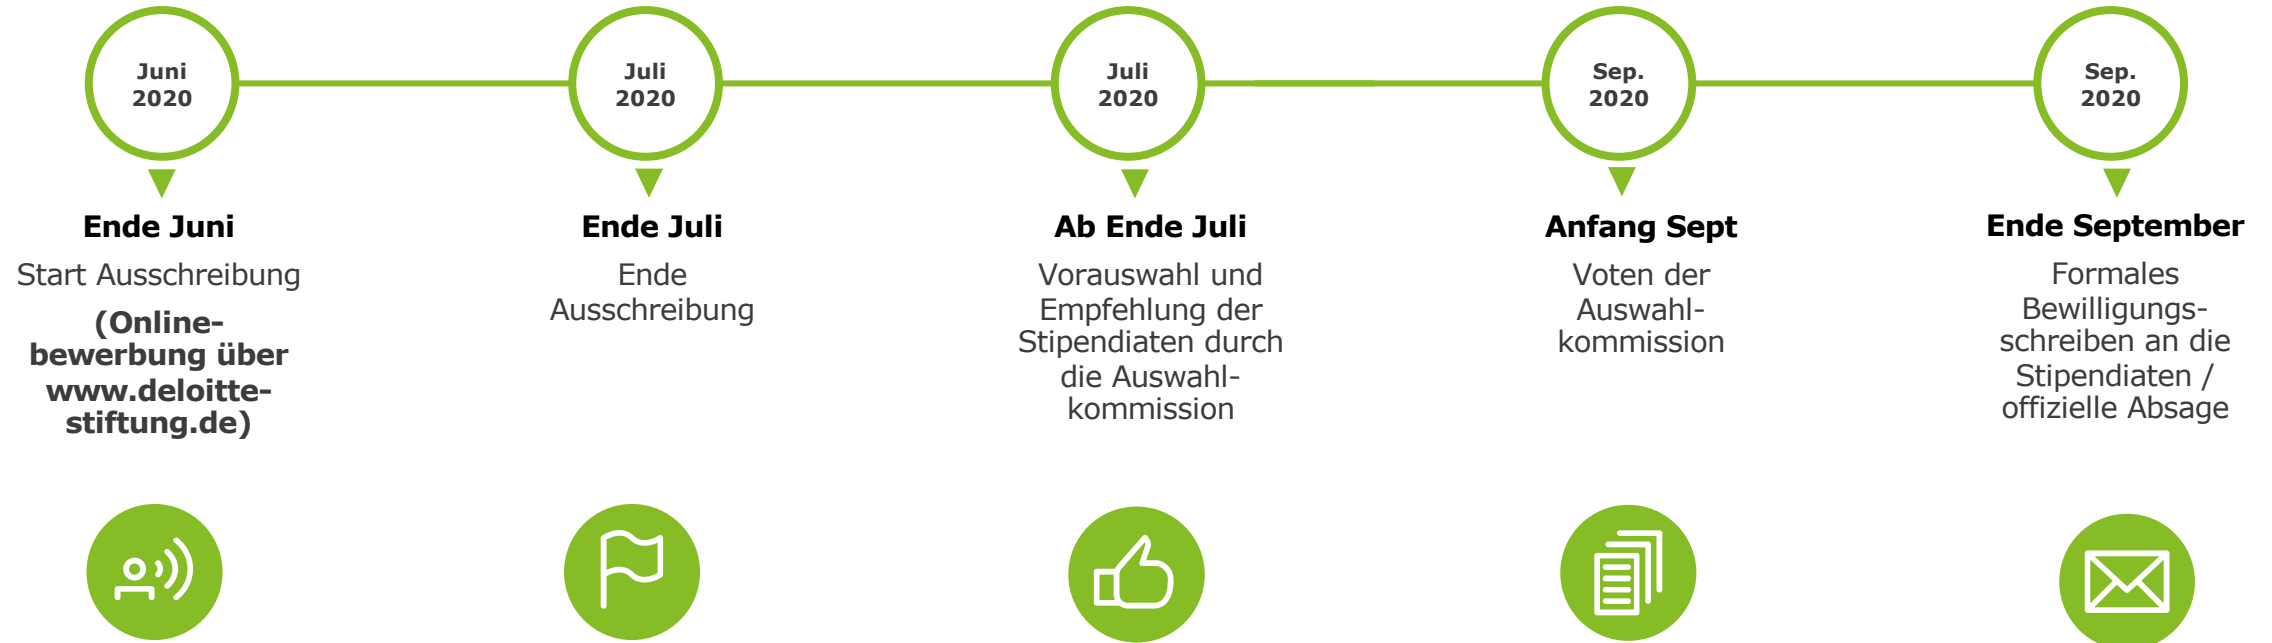 Juni
2020
Juli
2020
Juli
2020
Sep.
2020
Sep.
2020
Ende Juni
Start Ausschreibung
(Online-
bewerbung über
www.deloitte-
stiftung.de)
Ende Juli
Ende
Ausschreibung
Ab Ende Juli
Vorauswahl und
Empfehlung der
Stipendiaten durch
die Auswahl-
kommission
Anfang Sept
Voten der
Auswahl-
kommission
Ende September
Formales
Bewilligungs-
schreiben an die
Stipendiaten /
offizielle Absage